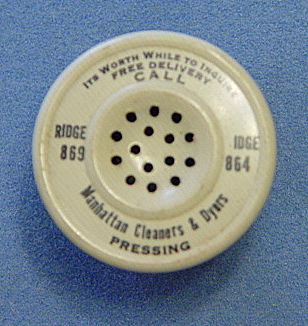 ITS WORTH WHILE TO INQUIRE
FREE DELIVERY
CALL
RIDGE
869
IDGE
864
Manhattan Cleaners & Dyers
PRESSING